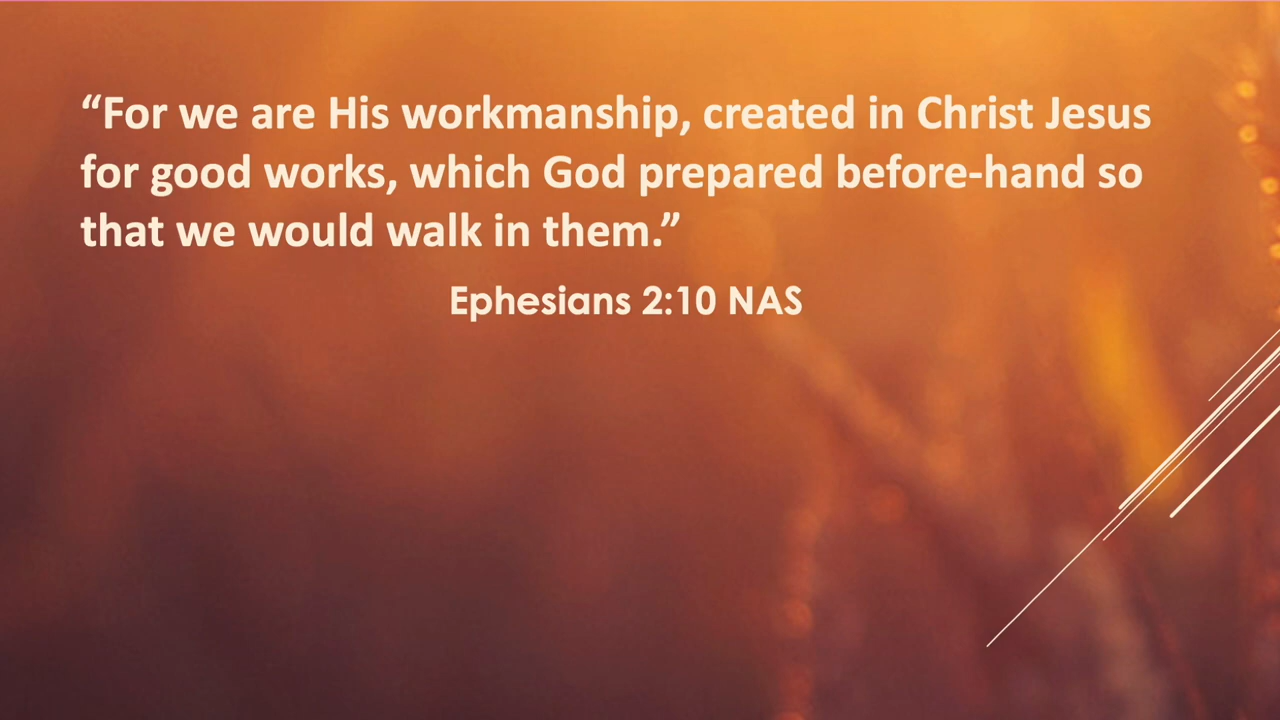 “For we are His workmanship, created in Christ Jesus
for good works, which God prepared before-hand so
that we would walk in them.”
Ephesians 2:10 NAS